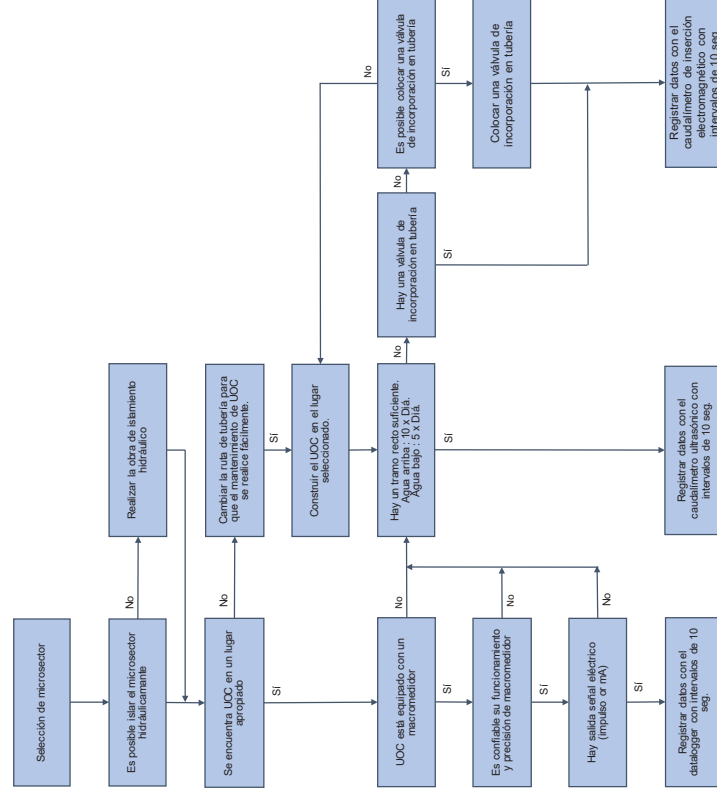 Selección de microsector
Es posible islar el microsector
hidráulicamante
No
Realizar la obra de islamiento
hidráulico
Se encuentra UOC en un lugar
apropiado
No
Cambiar la ruta de tubería para
que el mantenimiento de UOC
se realice fácilmente.
Sí
Sí
Construir el UOC en el lugar
seleccionado.
No
UOC está equipado con un
macromedidor
No
Hay un tramo recto suficiente.
Agua arriba : 10 x Diá.
Agua bajo : 5 x Diá.
No
Hay una válvula de
incorporación en tubería
No
Es posible colocar una válvula
de incorporación en tubería
Sí
Sí
Sí
Sí
Es confiable su funcionamiento
y precisión de macromedidor
No
Colocar una válvula de
incorporación en tubería
Sí
Hay salida señal eléctrico
(impulso or mA)
No
Sí
Registrar datos con el
datalogger con intervalos de 10
seg.
Registrar datos con el
caudalímetro ultrasónico con
intervalos de 10 seg.
Registrar datos con el
caudalímetro de inserción
electromagnético con
intervalos de 10 seg.